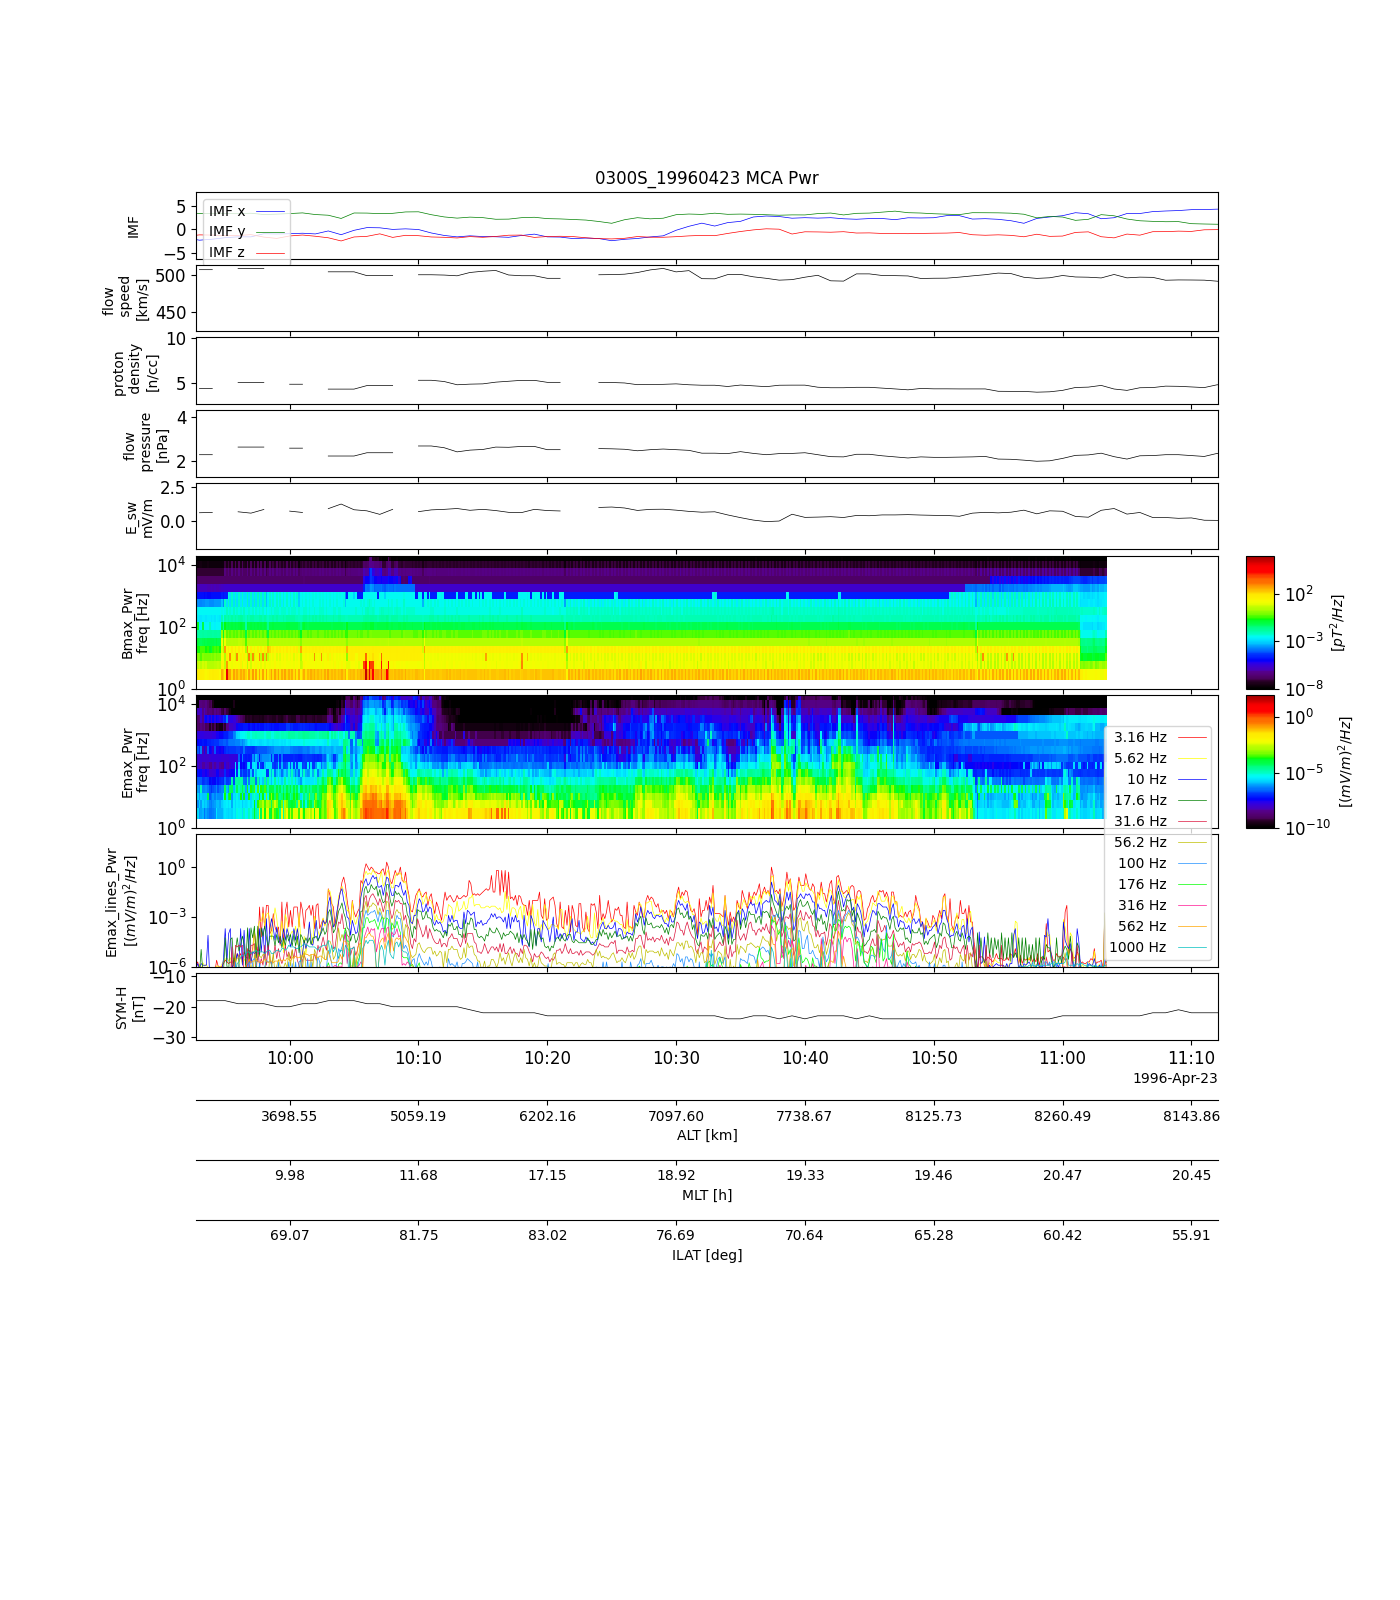 0300S_19960423 MCA Pwr
IMF
5
0
−5
IMF x
IMF y
IMF z
flow
speed
[km/s]
500
450
proton
density
[n/cc]
10
5
flow
pressure
[nPa]
4
2
E_sw
mV/m
2.5
0.0
Bmax_Pwr
freq [Hz]
10^4
10^2
10^0
10^2
10^−3
10^−8
[pT^2/Hz]
Emax_Pwr
freq [Hz]
10^4
10^2
10^0
10^0
10^−5
10^−10
[(mV/m)^2/Hz]
3.16 Hz
5.62 Hz
10 Hz
17.6 Hz
31.6 Hz
56.2 Hz
100 Hz
176 Hz
316 Hz
562 Hz
1000 Hz
Emax_lines_Pwr
[(mV/m)^2/Hz]
10^0
10^−3
10^−6
SYM-H
[nT]
−10
−20
−30
10:00 10:10 10:20 10:30 10:40 10:50 11:00 11:10
1996-Apr-23
3698.55 5059.19 6202.16 7097.60 7738.67 8125.73 8260.49 8143.86
ALT [km]
9.98 11.68 17.15 18.92 19.33 19.46 20.47 20.45
MLT [h]
69.07 81.75 83.02 76.69 70.64 65.28 60.42 55.91
ILAT [deg]